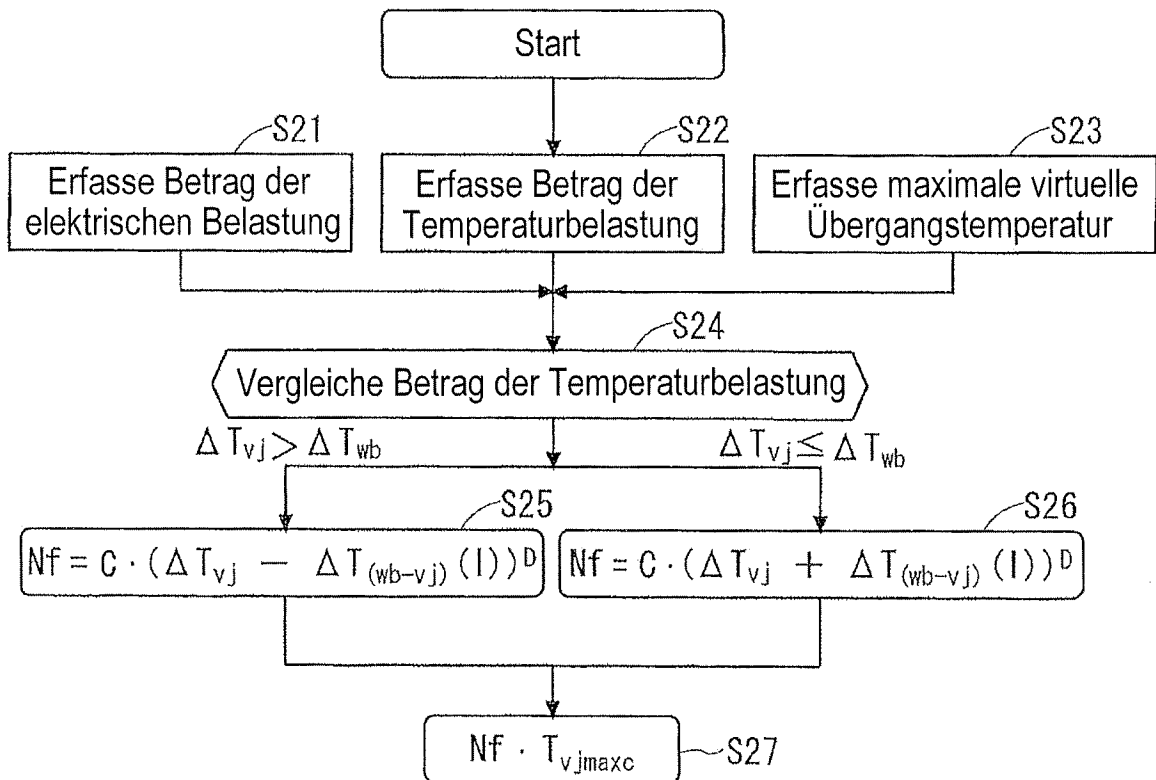 Start
S21
S22
S23
Erfasse Betrag der
elektrischen Belastung
Erfasse Betrag der
Temperaturbelastung
Erfasse maximale virtuelle
Übergangstemperatur
S24
Vergleiche Betrag der Temperaturbelastung
ΔTvj > ΔTwb
ΔTvj ≦ ΔTwb
S25
S26
Nf = C · (ΔTvj − ΔT(wb-vj) (I))D
Nf = C · (ΔTvj + ΔT(wb-vj) (I))D
Nf · Tvjmaxc
S27